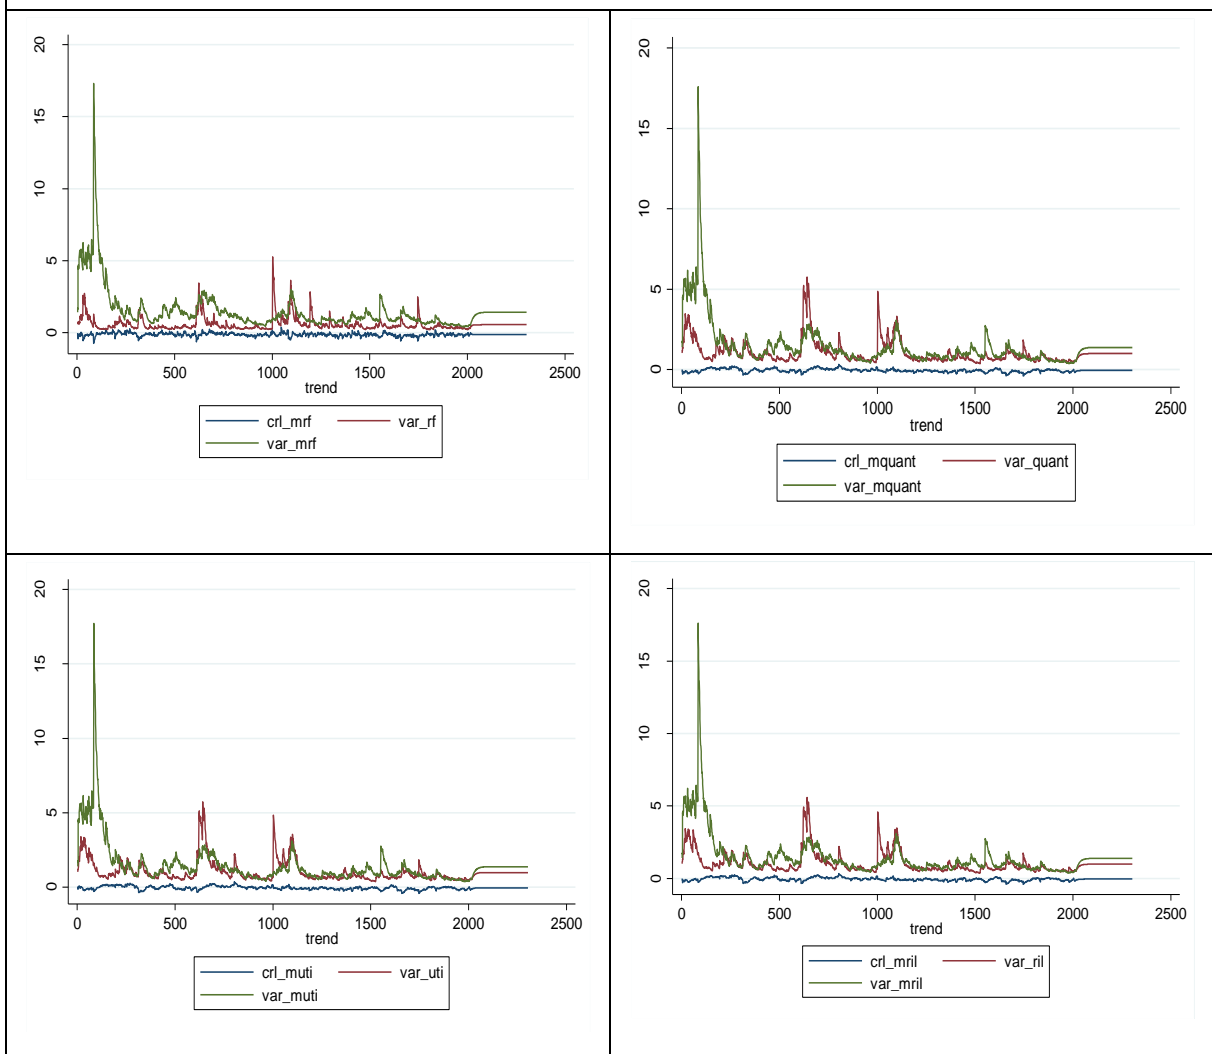 20
15
10
5
0
0 500 1000 1500 2000 2500
trend
crl_mrf var_rf
var_mrf
20
15
10
5
0
0 500 1000 1500 2000 2500
trend
crl_mquant var_quant
var_mquant
20
15
10
5
0
0 500 1000 1500 2000 2500
trend
crl_muti var_uti
var_muti
20
15
10
5
0
0 500 1000 1500 2000 2500
trend
crl_mril var_ril
var_mril